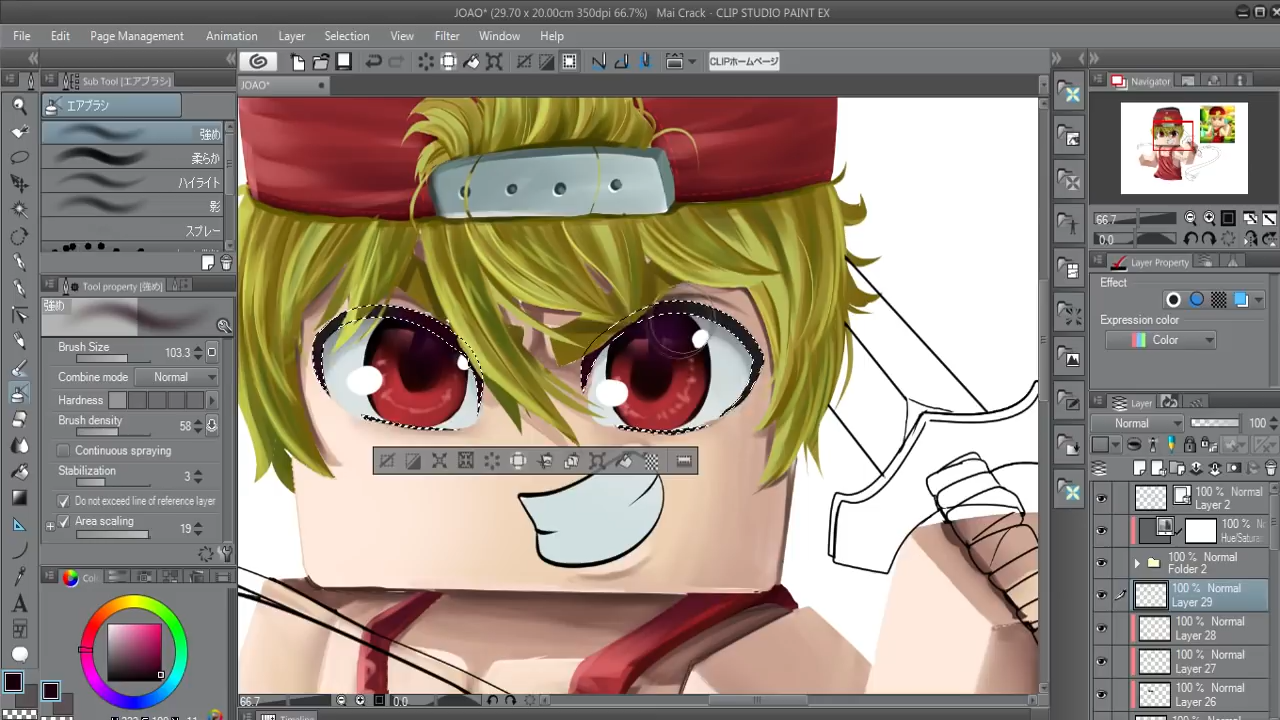 JOAO* (29.70 x 20.00cm 350dpi 66.7%) - Mai Crack - CLIP STUDIO PAINT EX
File Edit Page Management Animation Layer Selection View Filter Window Help
CLIPホームページ
Sub Tool [エアブラシ]
JOAO*
Navigator
エアブラシ
強め
柔らか
ハイライト
影
スプレー
66.7
0.0
Tool property [強め]
強め
Layer Property
Effect
Expression color
Color
Brush Size 103.3
Combine mode Normal
Hardness
Brush density 58
Continuous spraying
Stabilization 3
Do not exceed line of reference layer
Area scaling 19
Layer
Normal 100
100 % Normal
Layer 2
100 % N
Hue/Satura
100 % Normal
Folder 2
100 % Normal
Layer 29
100 % Normal
Layer 28
100 % Normal
Layer 27
100 % Normal
Layer 26
66.7 0.0
Timeline